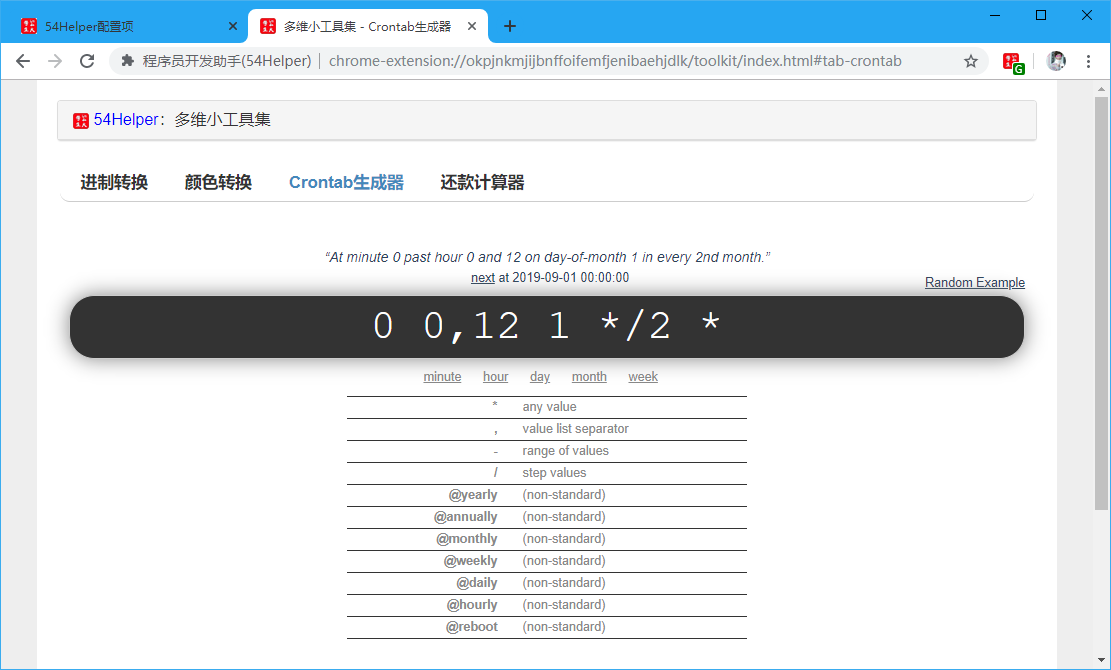 54Helper配置项
多维小工具集 - Crontab生成器
程序员开发助手(54Helper) | chrome-extension://okpjnkmjijbnffoifemfjenibaehjdlk/toolkit/index.html#tab-crontab
54Helper：多维小工具集
进制转换 颜色转换 Crontab生成器 还款计算器
“At minute 0 past hour 0 and 12 on day-of-month 1 in every 2nd month.”
next at 2019-09-01 00:00:00
Random Example
0 0,12 1 */2 *
minute hour day month week
* any value
, value list separator
- range of values
/ step values
@yearly (non-standard)
@annually (non-standard)
@monthly (non-standard)
@weekly (non-standard)
@daily (non-standard)
@hourly (non-standard)
@reboot (non-standard)